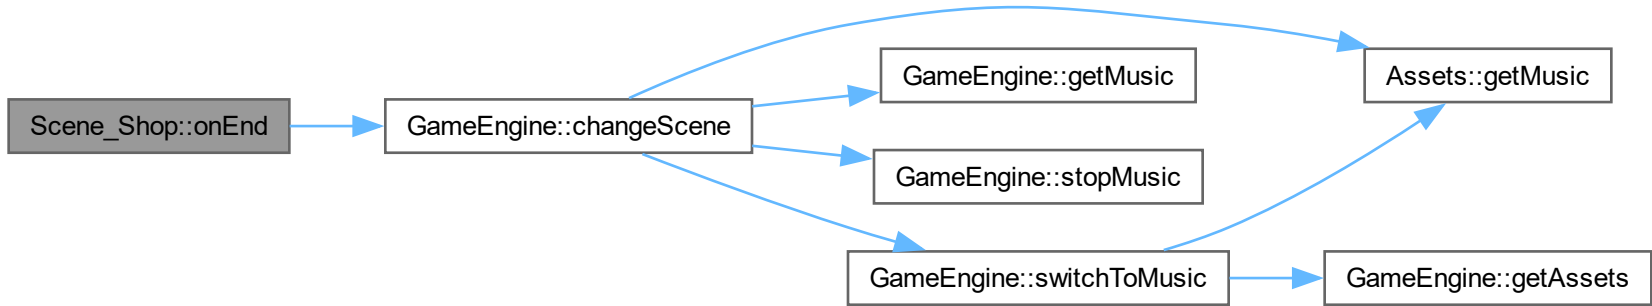 Scene_Shop::onEnd
GameEngine::changeScene
GameEngine::getMusic
Assets::getMusic
GameEngine::stopMusic
GameEngine::switchToMusic
GameEngine::getAssets